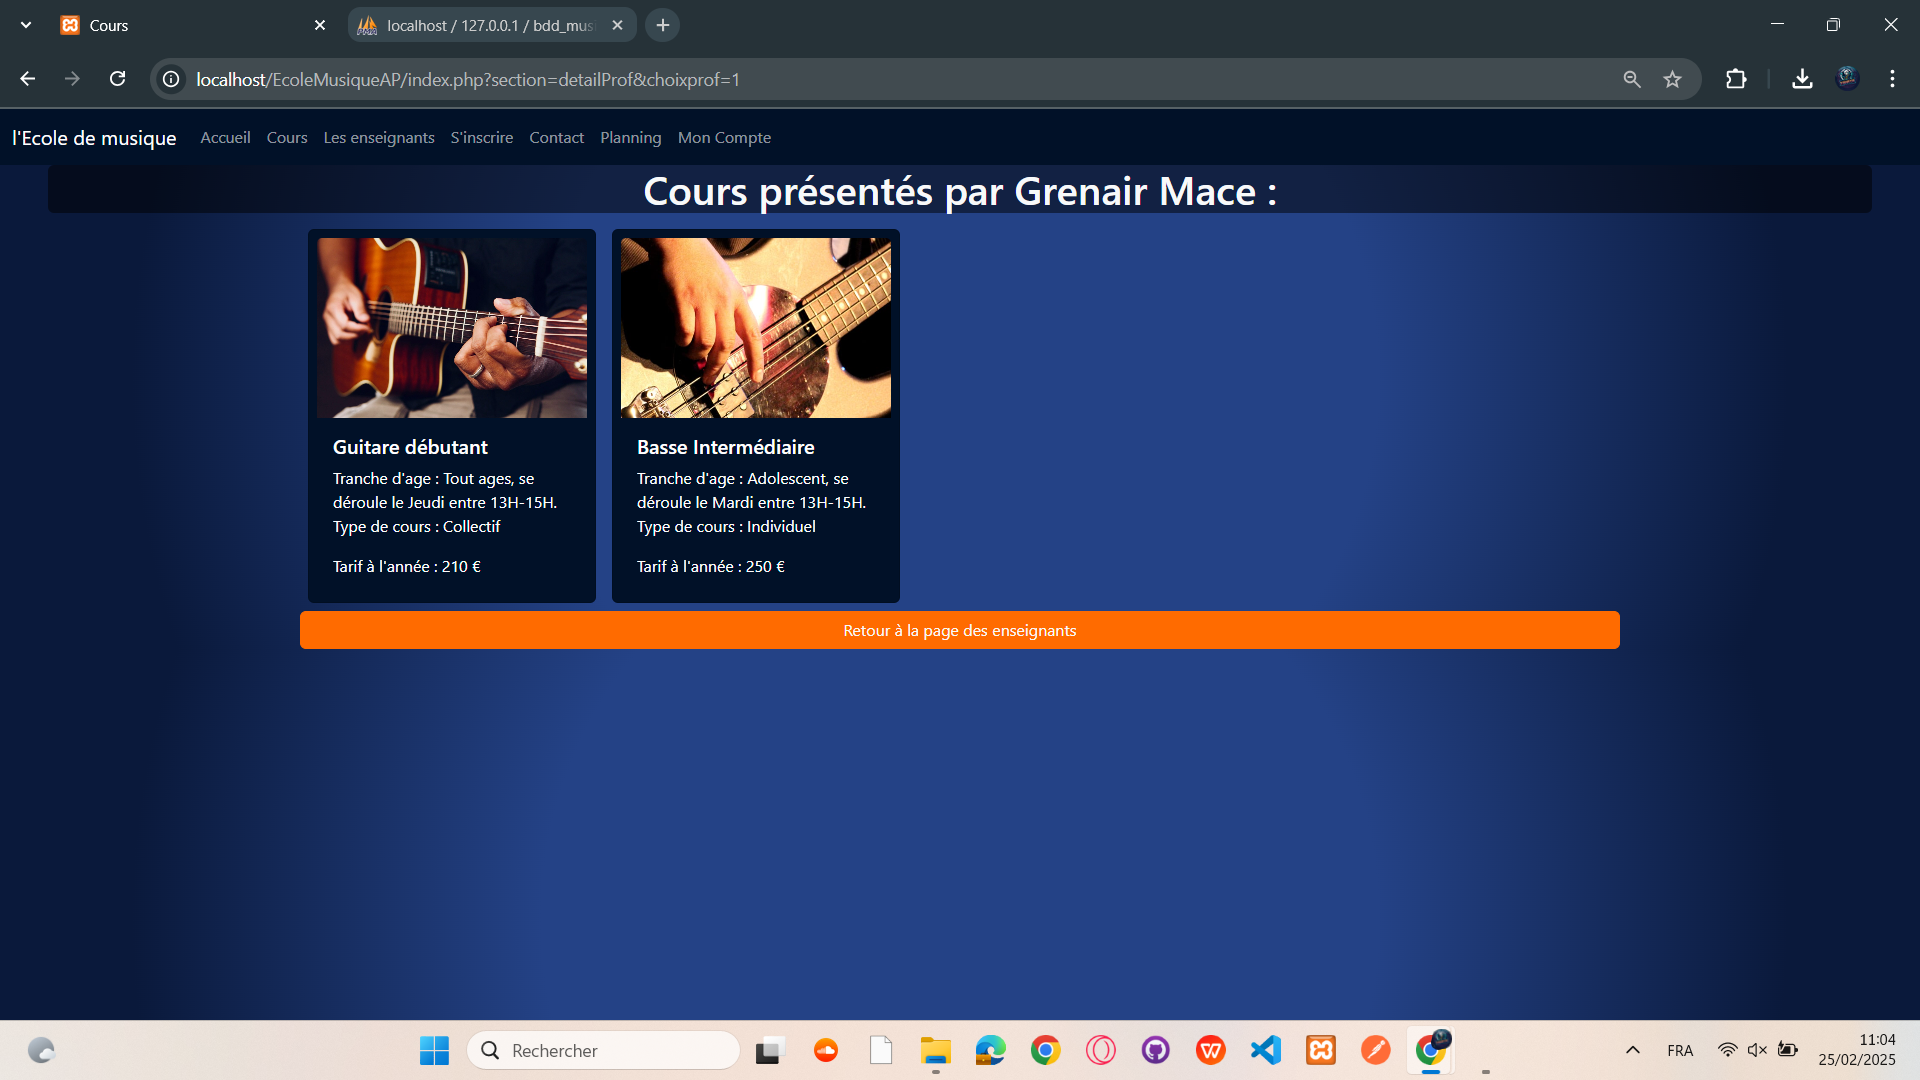 Cours
localhost / 127.0.0.1 / bdd_mus
localhost/EcoleMusiqueAP/index.php?section=detailProf&choixprof=1
l'Ecole de musique Accueil Cours Les enseignants S'inscrire Contact Planning Mon Compte
Cours présentés par Grenair Mace :
Guitare débutant
Tranche d'age : Tout ages, se
déroule le Jeudi entre 13H-15H.
Type de cours : Collectif
Tarif à l'année : 210 €
Basse Intermédiaire
Tranche d'age : Adolescent, se
déroule le Mardi entre 13H-15H.
Type de cours : Individuel
Tarif à l'année : 250 €
Retour à la page des enseignants
Rechercher
FRA
11:04
25/02/2025